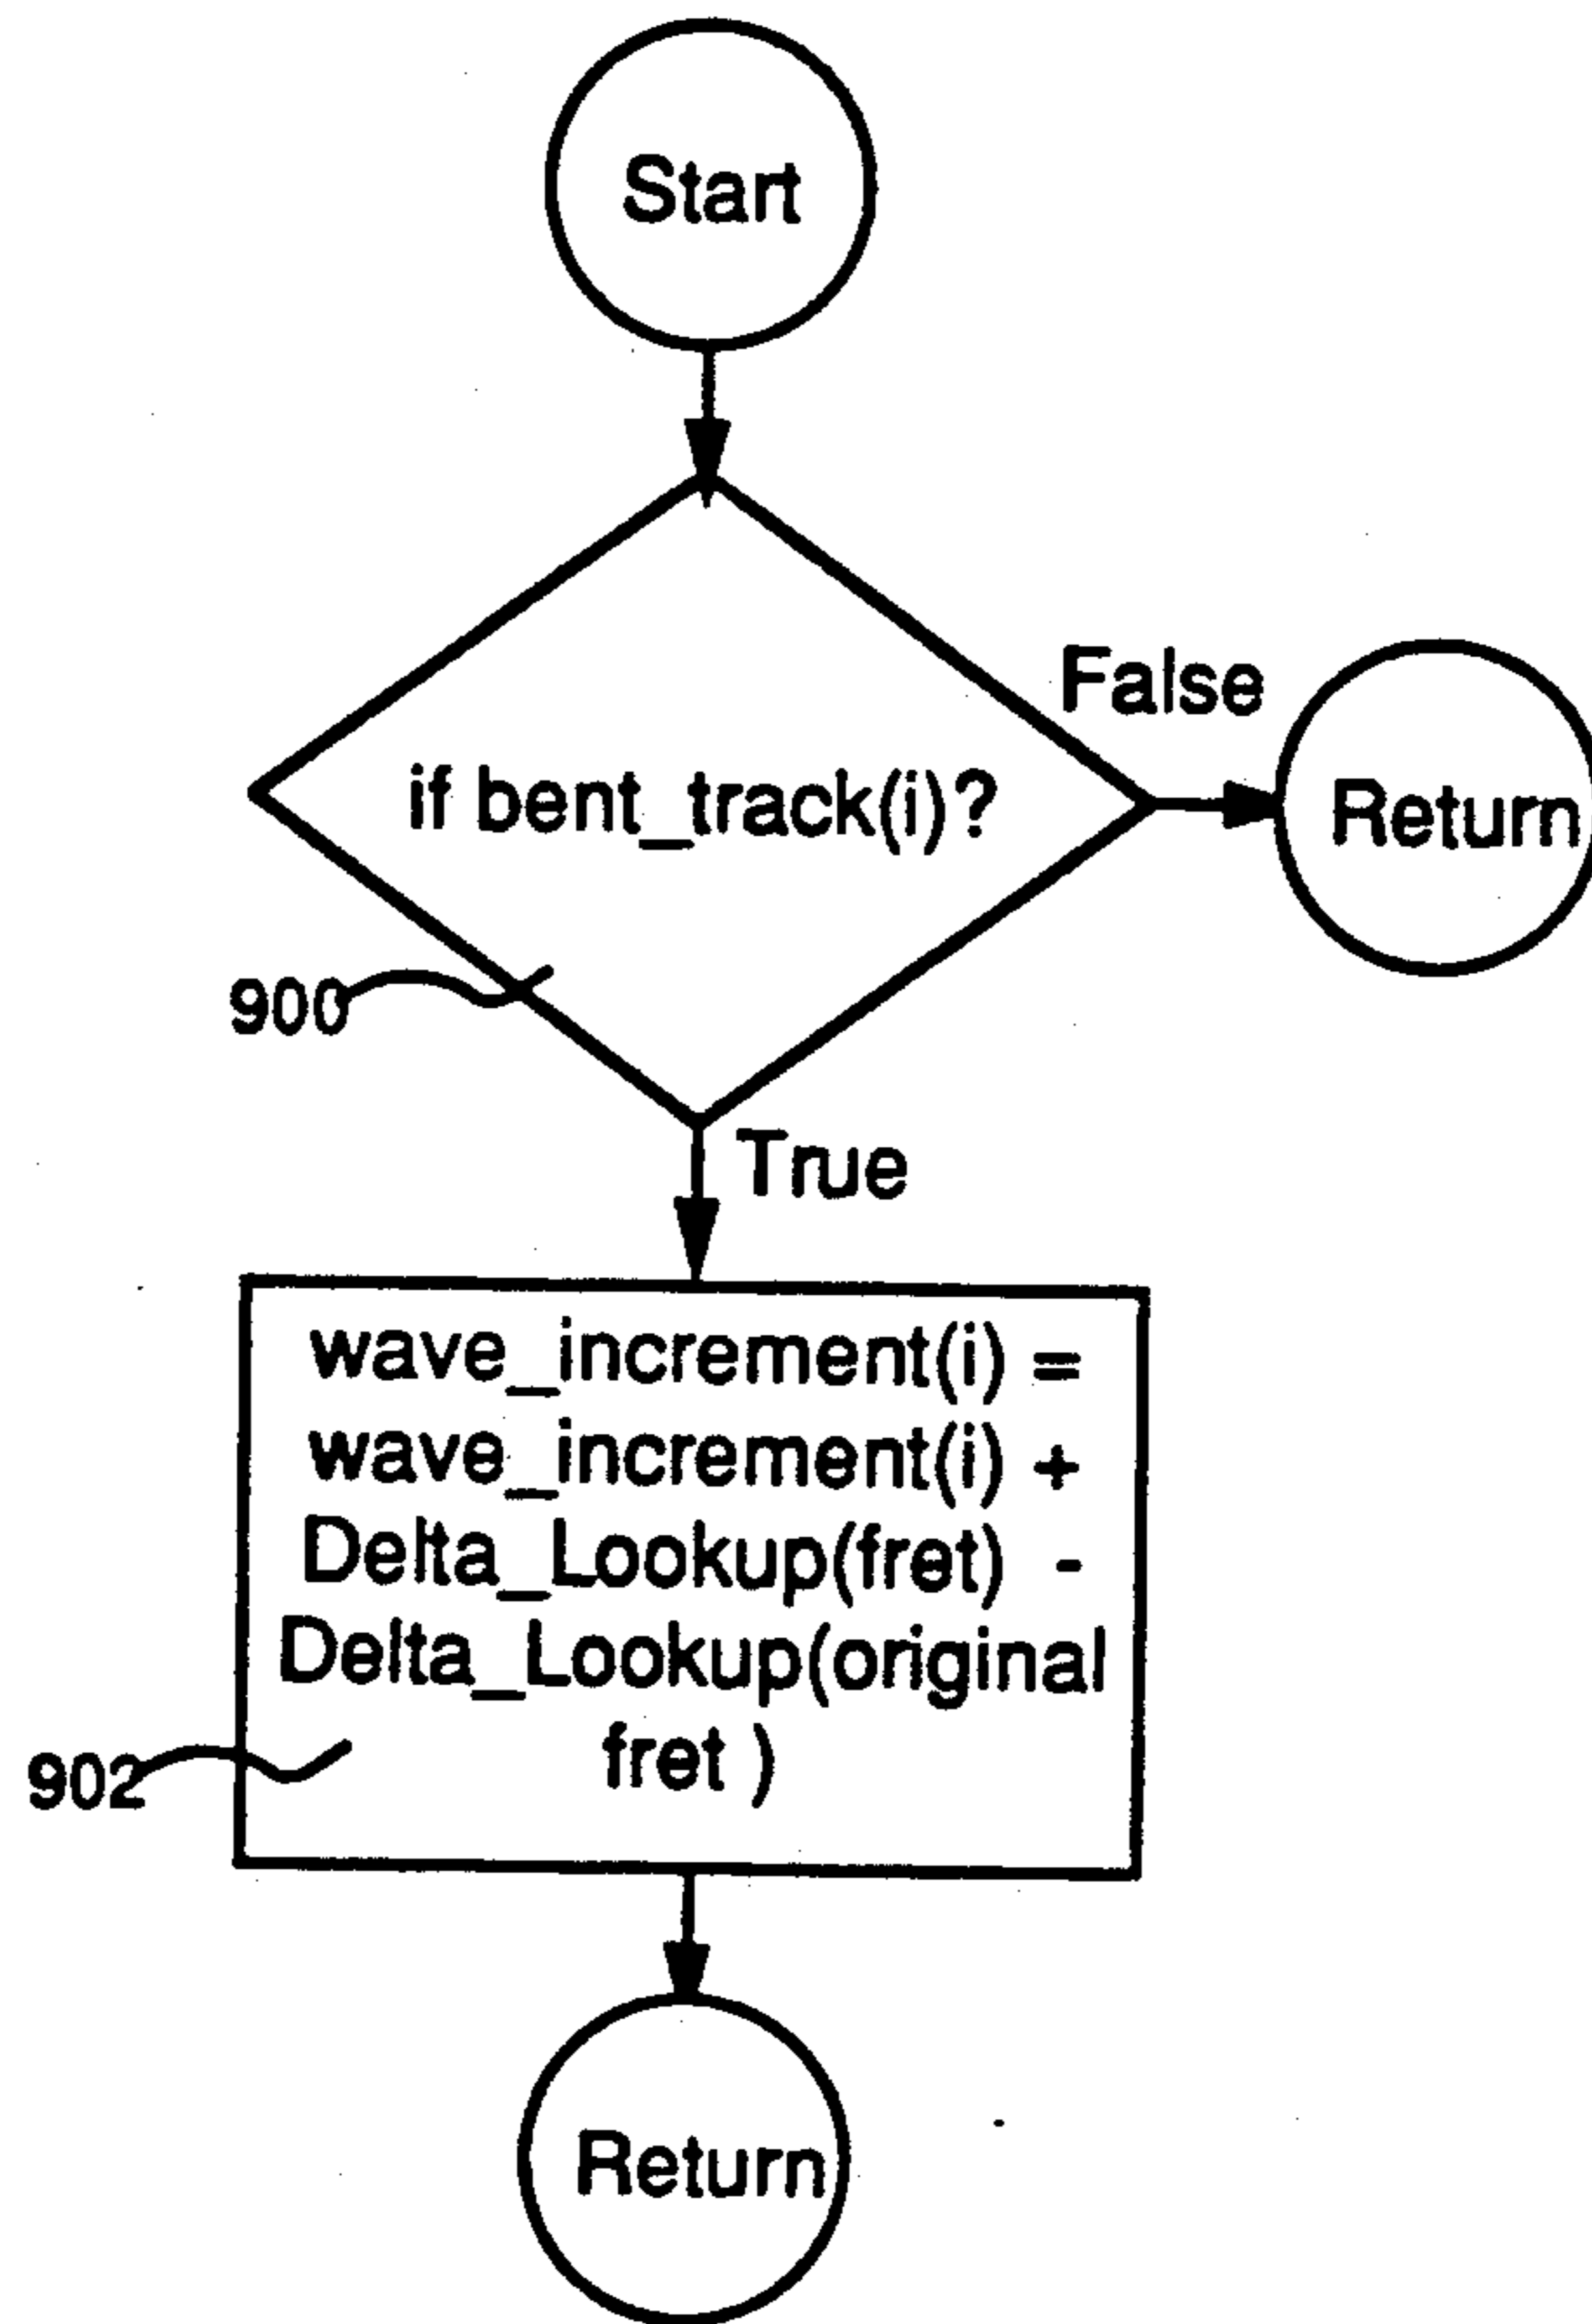 Start
if bent_track(i)?
False
Return
900
True
wave_increment(i) =
wave_increment(i) +
Delta_Lookup(fret) -
Delta_Lookup(original
fret )
902
Return